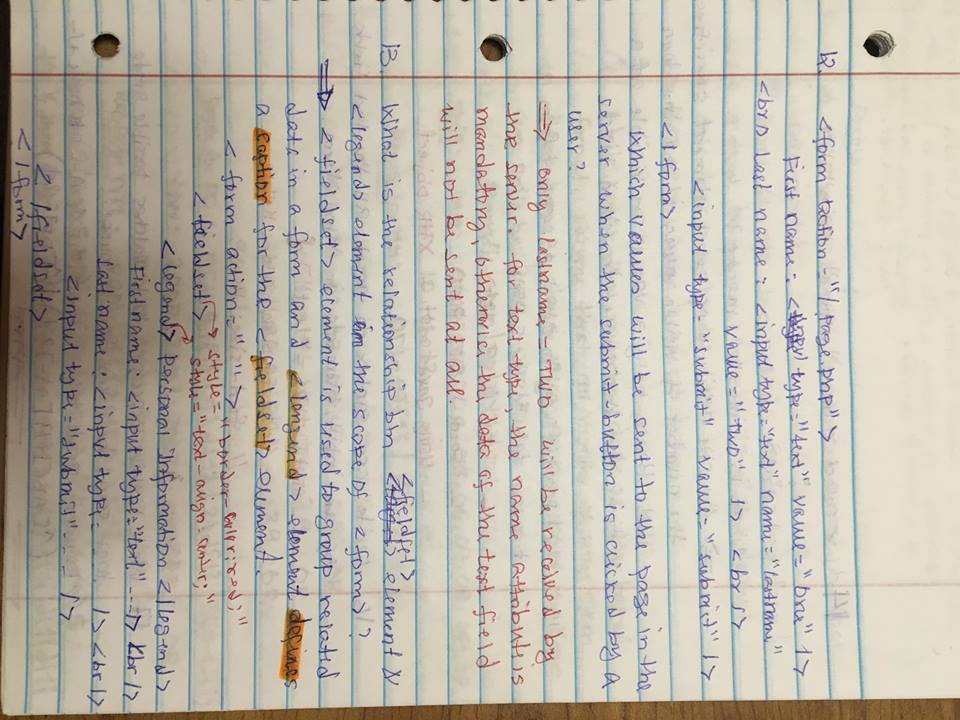 12. <form action = "/page.php">
First name: < type = "text" value = "one" />
<br/> last name: <input type = "text" name = "lastname"
value = "two" /> <br />
<input type = "submit" value = "submit" />
</form>
Which values will be sent to the page in the
server when the submit-button is clicked by a
user?
⇒ only lastname = TWO will be received by
the server. for text type, the name attribute is
mandatory, otherwise the data of the text field
will not be sent at all.
13. What is the relationship b/n <fieldset> element &
<legend> element in the scope of <form>?
⇒ <fieldset> element is used to group related
data in a form and <legend> element defines
a caption for the <fieldset> element.
<form action = "..."> style = "border-color:red;"
<fieldset> style = "text-align:center;"
<legend> personal information </legend>
First name: <input type = "text" ---/> <br/>
Last name: <input type = ... /> <br/>
<input type = "submit" --- />
</fieldset>
</form>